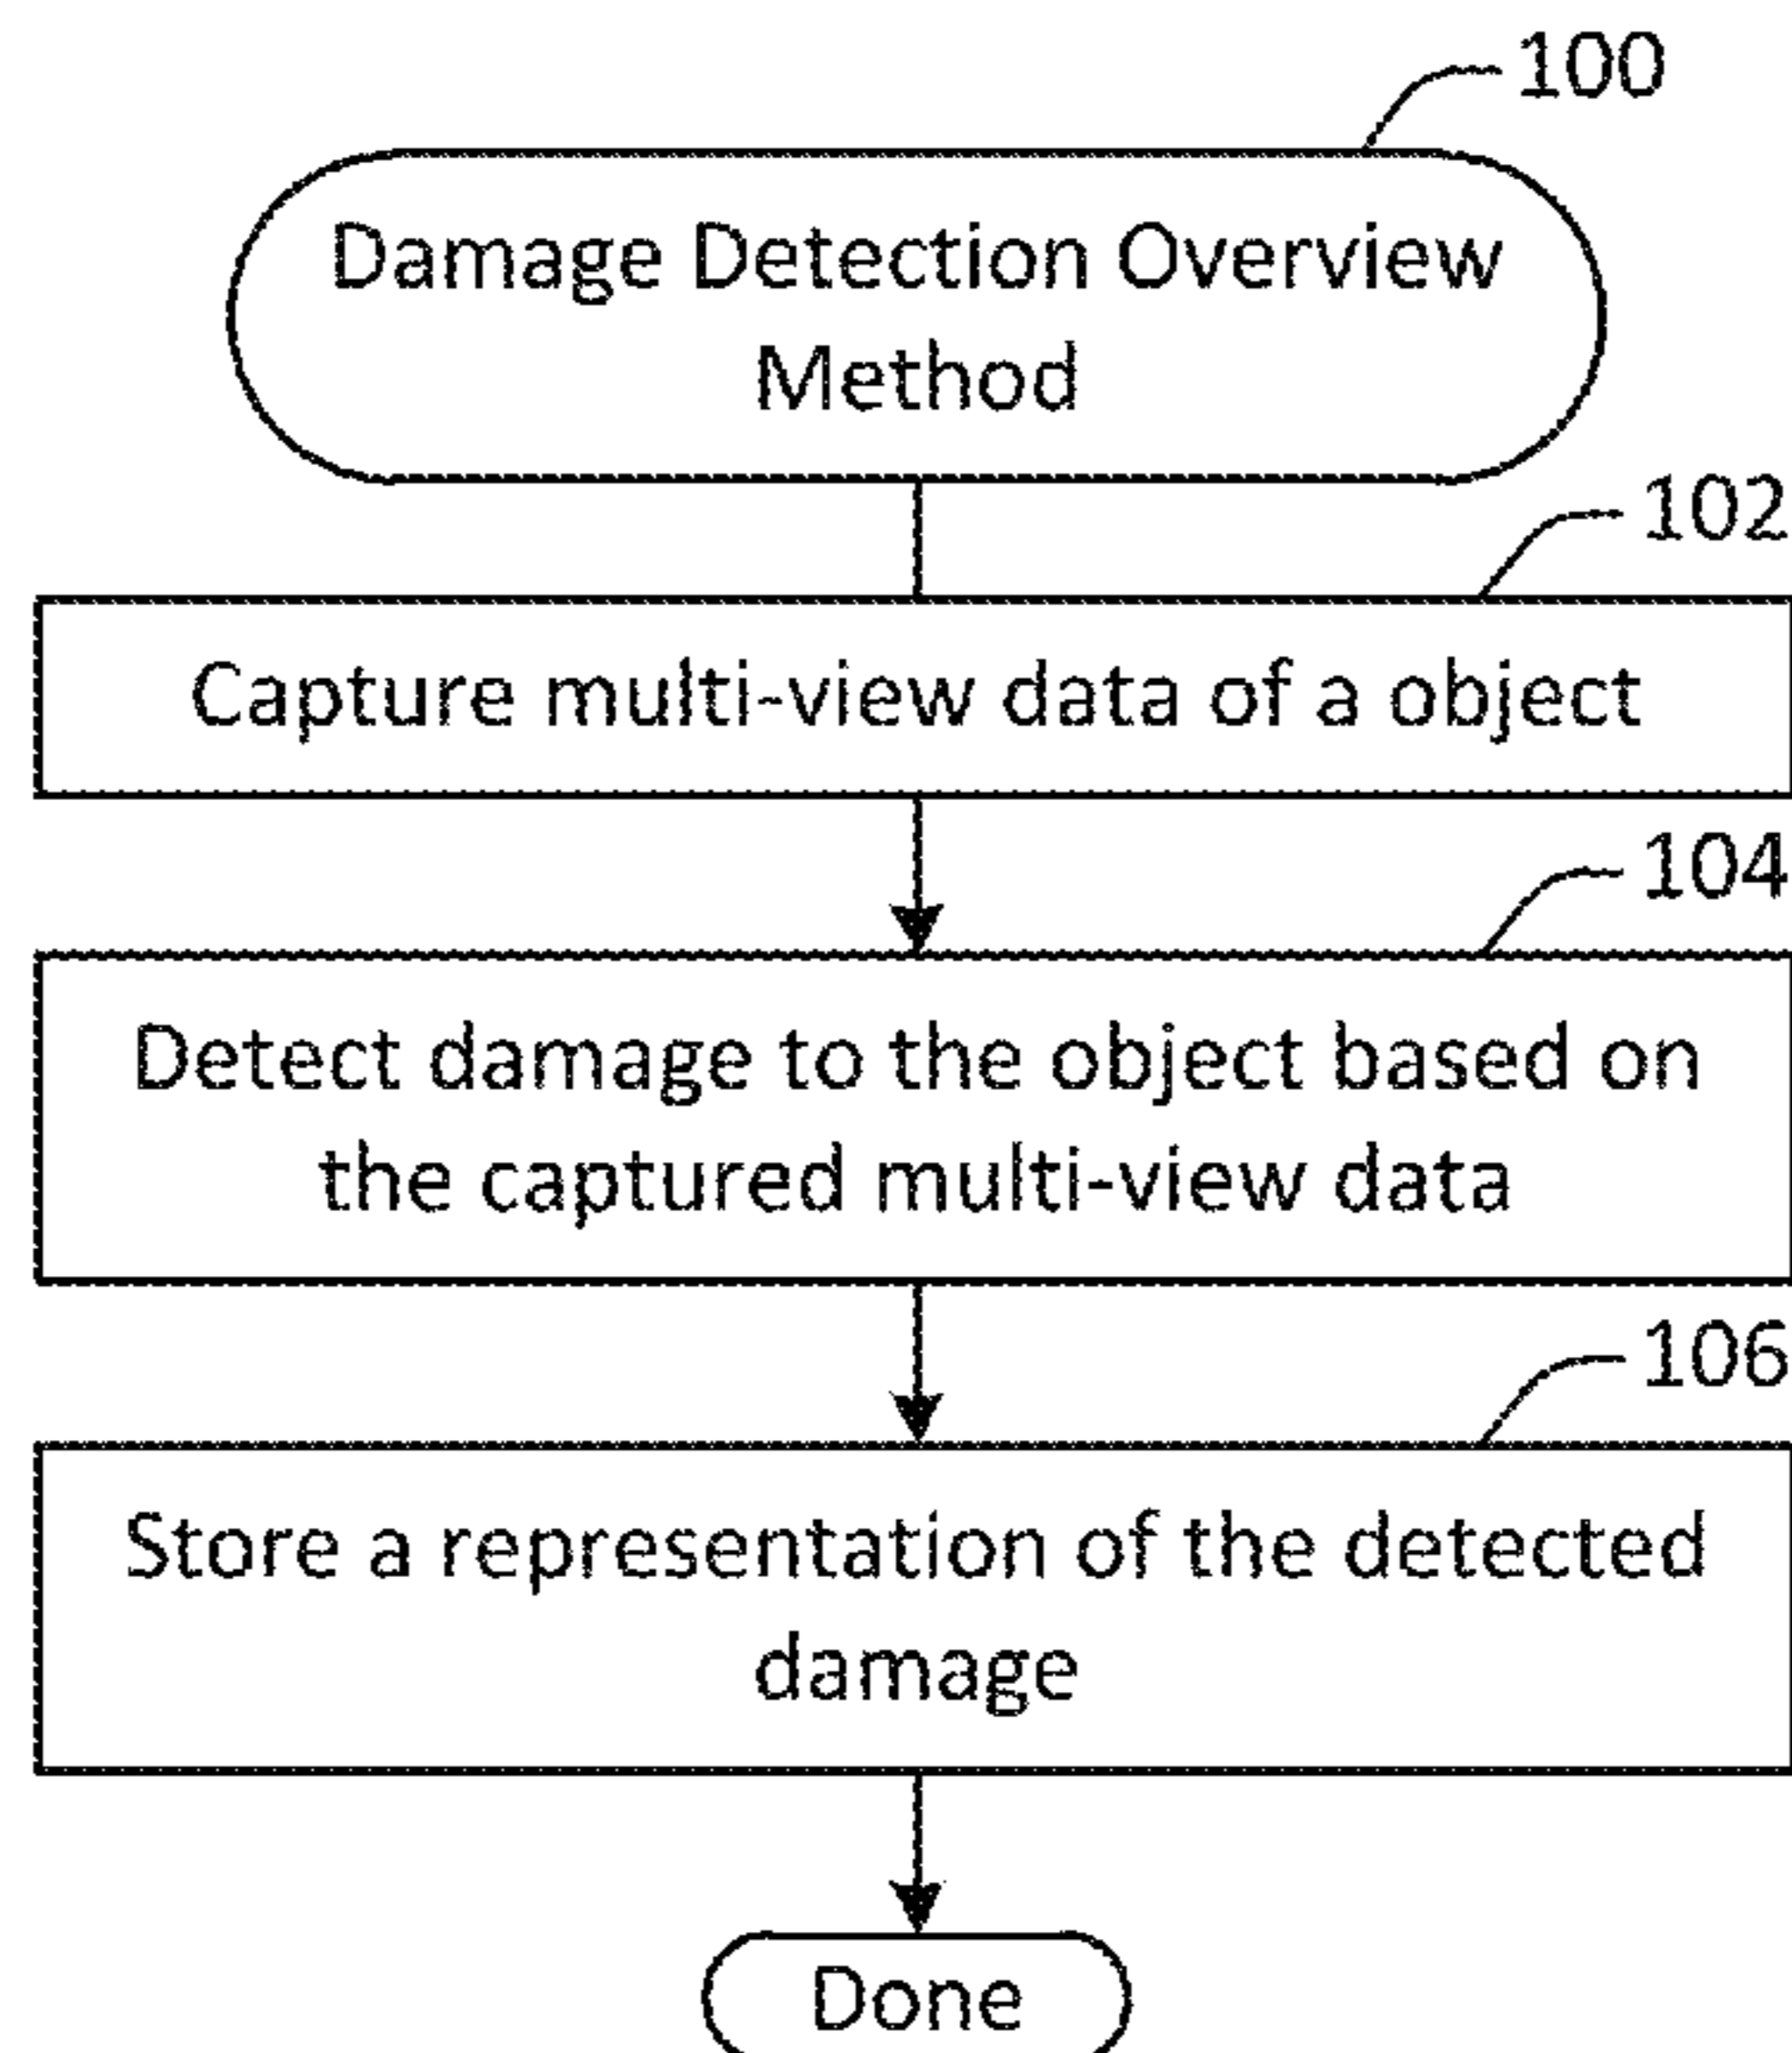 100
Damage Detection Overview
Method
102
Capture multi-view data of a object
104
Detect damage to the object based on
the captured multi-view data
106
Store a representation of the detected
damage
Done